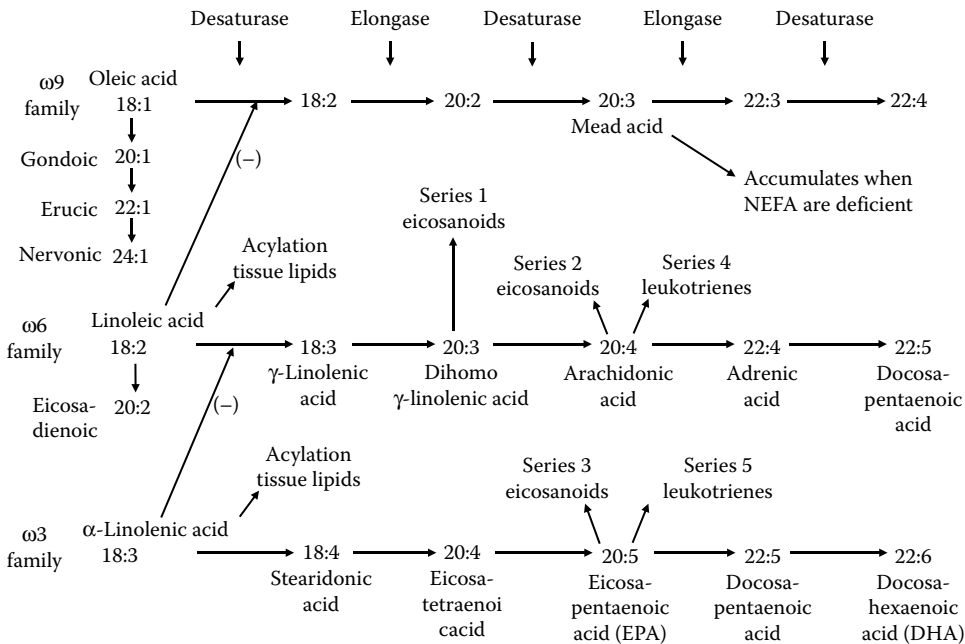 Desaturase
Elongase
Desaturase
Elongase
Desaturase
ω9
family
Oleic acid
18:1
18:2
20:2
20:3
Mead acid
22:3
22:4
Gondoic 20:1
Erucic 22:1
Nervonic 24:1
(–)
Accumulates when
NEFA are deficient
Series 1
eicosanoids
Acylation
tissue lipids
Series 2
eicosanoids
Series 4
leukotrienes
ω6
family
Linoleic acid
18:2
18:3
γ-Linolenic
acid
20:3
Dihomo
γ-linolenic acid
20:4
Arachidonic
acid
22:4
Adrenic
acid
22:5
Docosa-
pentaenoic
acid
Eicosa-
dienoic
20:2
(–)
Acylation
tissue lipids
Series 3
eicosanoids
Series 5
leukotrienes
ω3
family
α-Linolenic acid
18:3
18:4
Stearidonic
acid
20:4
Eicosa-
tetraenoi
cacid
20:5
Eicosa-
pentaenoic
acid (EPA)
22:5
Docosa-
pentaenoic
acid
22:6
Docosa-
hexaenoic
acid (DHA)